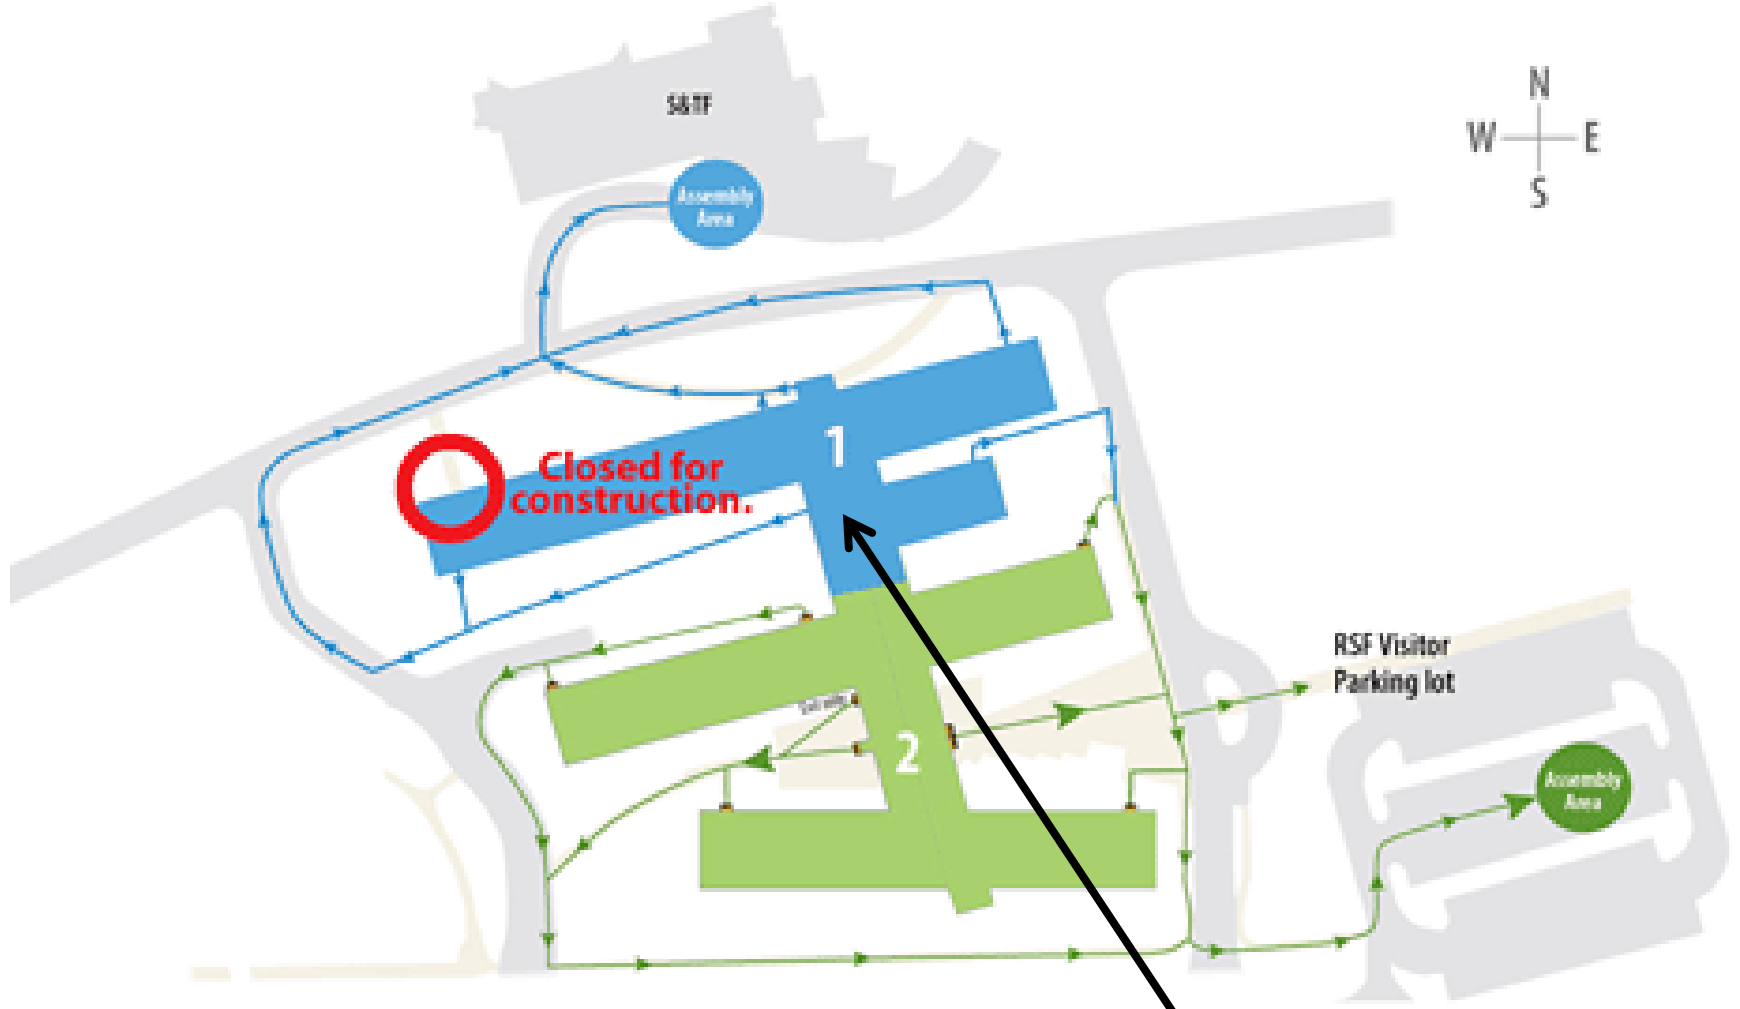 S&TF
N
W E
S
Assembly
Area
1
Closed for
construction.
RSF Visitor
Parking lot
2
Assembly
Area